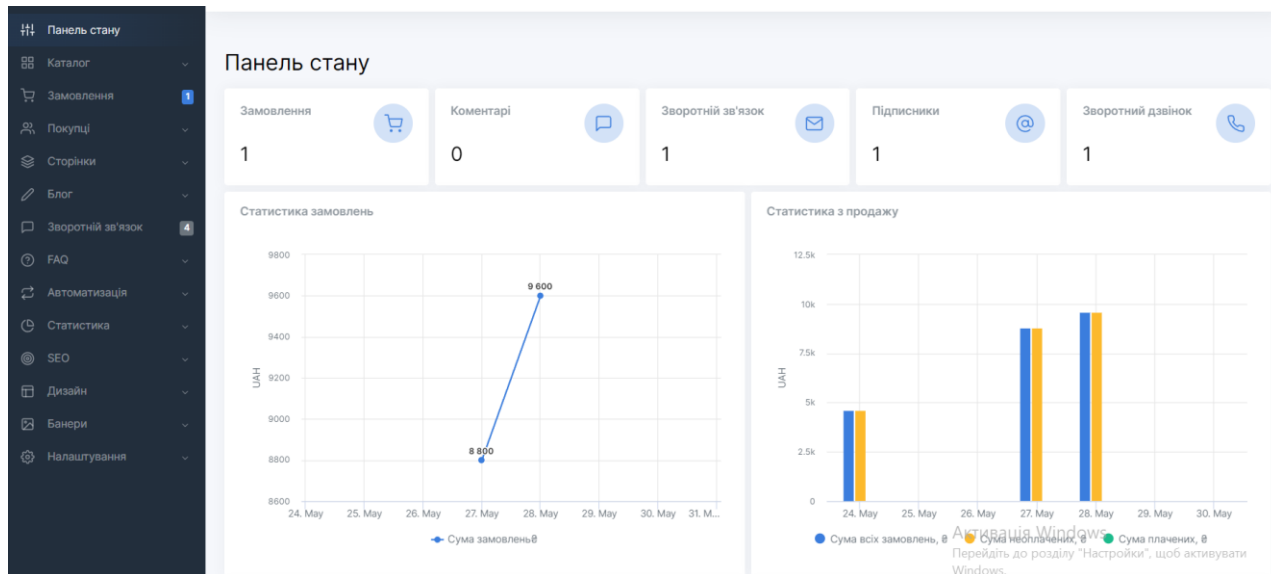 Панель стану
Каталог
Замовлення 1
Покупці
Сторінки
Блог
Зворотній зв'язок 4
FAQ
Автоматизація
Статистика
SEO
Дизайн
Банери
Налаштування
Панель стану
Замовлення
1
Коментарі
0
Зворотній зв'язок
1
Підписники
1
Зворотний дзвінок
1
Статистика замовлень
9800
9600
9400
9200
9000
8800
8600
UAH
9 600
8 800
24. May 25. May 26. May 27. May 28. May 29. May 30. May 31. M...
Сума замовлень₴
Статистика з продажу
12.5k
10k
7.5k
5k
2.5k
0
UAH
24. May 25. May 26. May 27. May 28. May 29. May 30. May
Сума всіх замовлень, ₴ Сума неоплачених, ₴ Сума плачених, ₴
Активація Windows
Перейдіть до розділу "Настройки", щоб активувати
Windows.